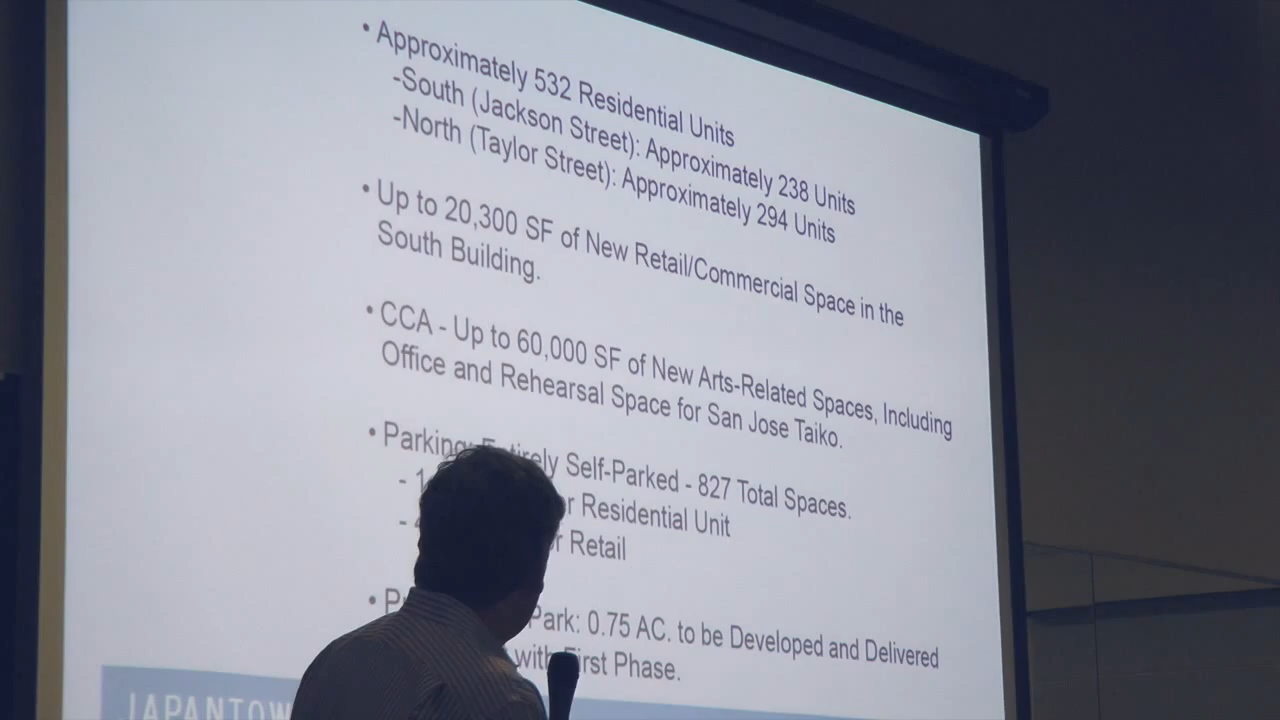 • Approximately 532 Residential Units
-South (Jackson Street): Approximately 238 Units
-North (Taylor Street): Approximately 294 Units
• Up to 20,300 SF of New Retail/Commercial Space in the
South Building.
• CCA - Up to 60,000 SF of New Arts-Related Spaces, Including
Office and Rehearsal Space for San Jose Taiko.
• Parking: Entirely Self-Parked - 827 Total Spaces.
- Residential Unit
- Retail
• Park: 0.75 AC. to be Developed and Delivered
with First Phase.
JAPANTOW